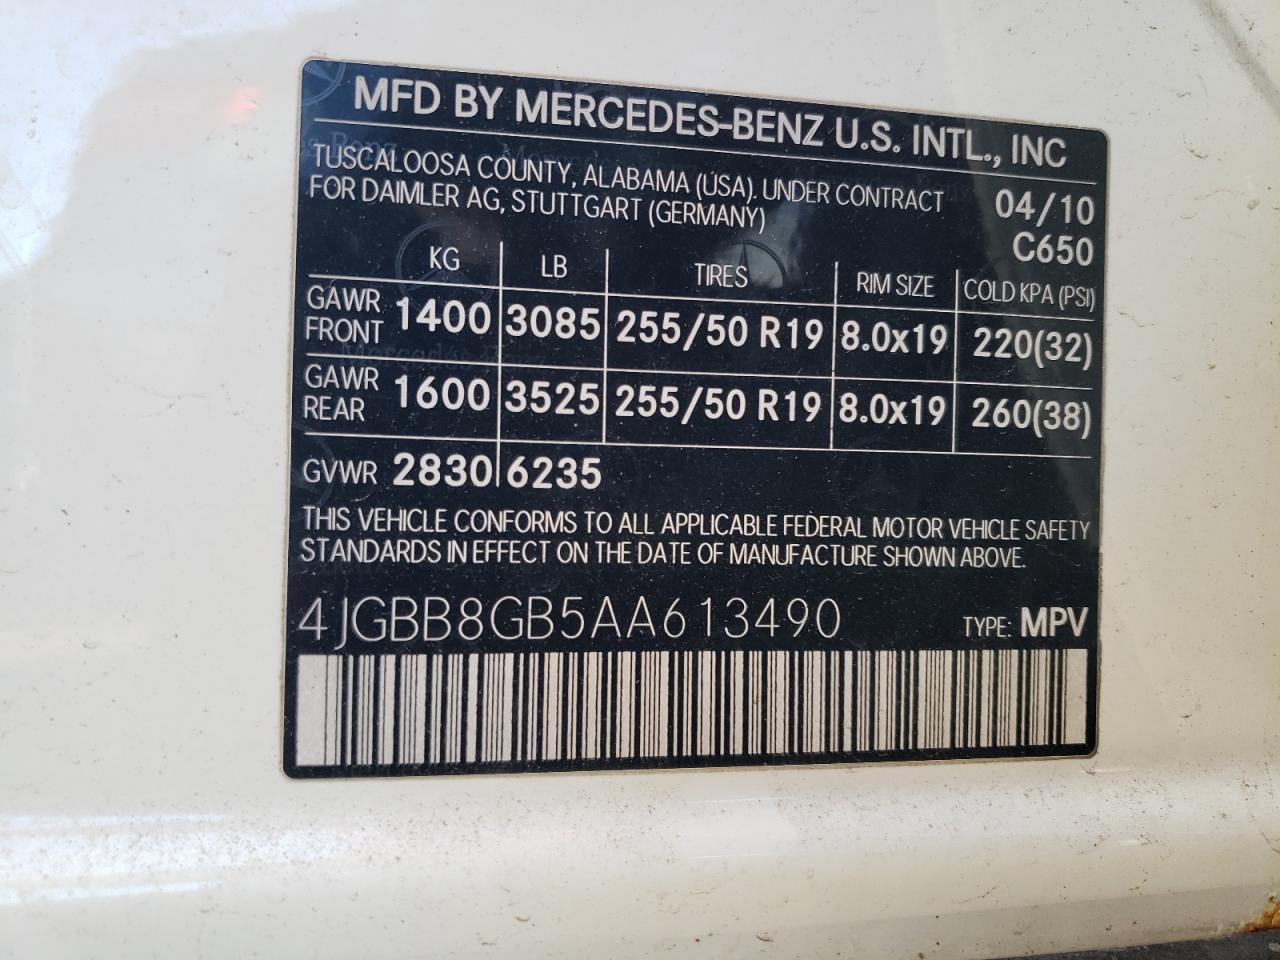 MFD BY MERCEDES-BENZ U.S. INTL., INC
TUSCALOOSA COUNTY, ALABAMA (USA). UNDER CONTRACT
FOR DAIMLER AG, STUTTGART (GERMANY)
04/10
C650
KG LB TIRES RIM SIZE COLD KPA (PSI)
GAWR FRONT 1400 3085 255/50 R19 8.0x19 220(32)
GAWR REAR 1600 3525 255/50 R19 8.0x19 260(38)
GVWR 2830 6235
THIS VEHICLE CONFORMS TO ALL APPLICABLE FEDERAL MOTOR VEHICLE SAFETY
STANDARDS IN EFFECT ON THE DATE OF MANUFACTURE SHOWN ABOVE.
4JGBB8GB5AA613490 TYPE: MPV